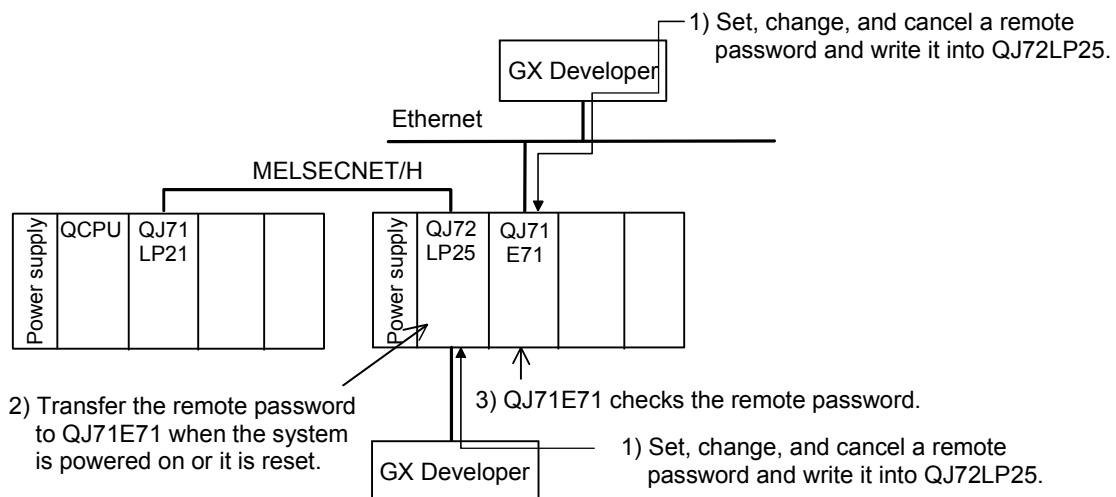 1) Set, change, and cancel a remote
password and write it into QJ72LP25.
GX Developer
Ethernet
MELSECNET/H
Power supply
QCPU
QJ71
LP21
Power supply
QJ72
LP25
QJ71
E71
2) Transfer the remote password
to QJ71E71 when the system
is powered on or it is reset.
3) QJ71E71 checks the remote password.
GX Developer
1) Set, change, and cancel a remote
password and write it into QJ72LP25.